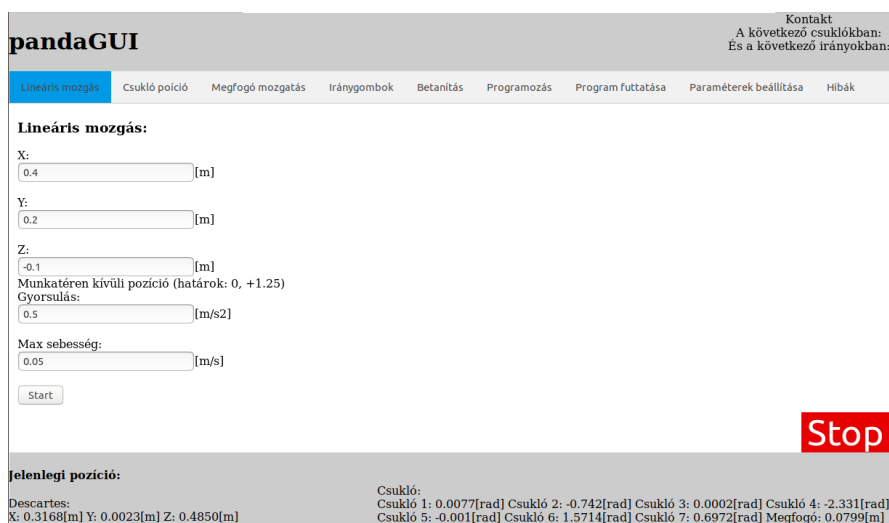 pandaGUI
Kontakt
A következő csuklókban:
És a következő irányokban:
Lineáris mozgás Csukló poíció Megfogó mozgatás Iránygombok Betanítás Programozás Program futtatása Paraméterek beállítása Hibák
Lineáris mozgás:
X:
0.4 [m]
Y:
0.2 [m]
Z:
-0.1 [m]
Munkatéren kívüli pozíció (határok: 0, +1.25)
Gyorsulás:
0.5 [m/s2]
Max sebesség:
0.05 [m/s]
Start
Stop
Jelenlegi pozíció:
Descartes:
X: 0.3168[m] Y: 0.0023[m] Z: 0.4850[m]
Csukló:
Csukló 1: 0.0077[rad] Csukló 2: -0.742[rad] Csukló 3: 0.0002[rad] Csukló 4: -2.331[rad]
Csukló 5: -0.001[rad] Csukló 6: 1.5714[rad] Csukló 7: 0.6972[rad] Megfogó: 0.0799[m]